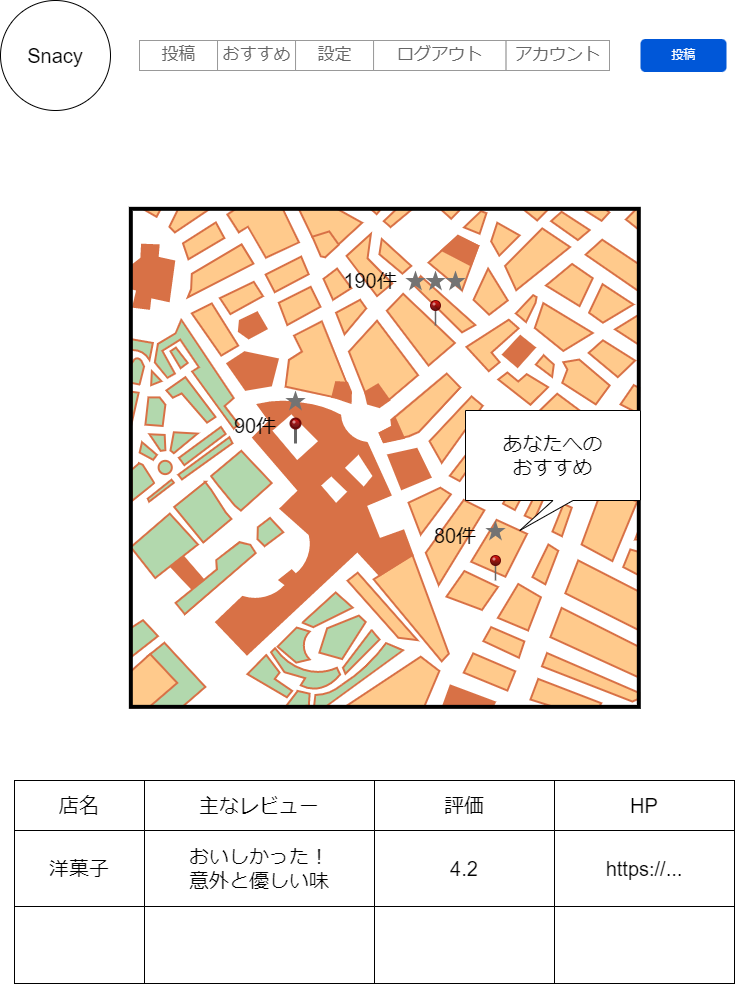 Snacy
投稿
おすすめ
設定
ログアウト
アカウント
投稿
190件
90件
あなたへの
おすすめ
80件
店名
主なレビュー
評価
HP
洋菓子
おいしかった！
意外と優しい味
4.2
https://...